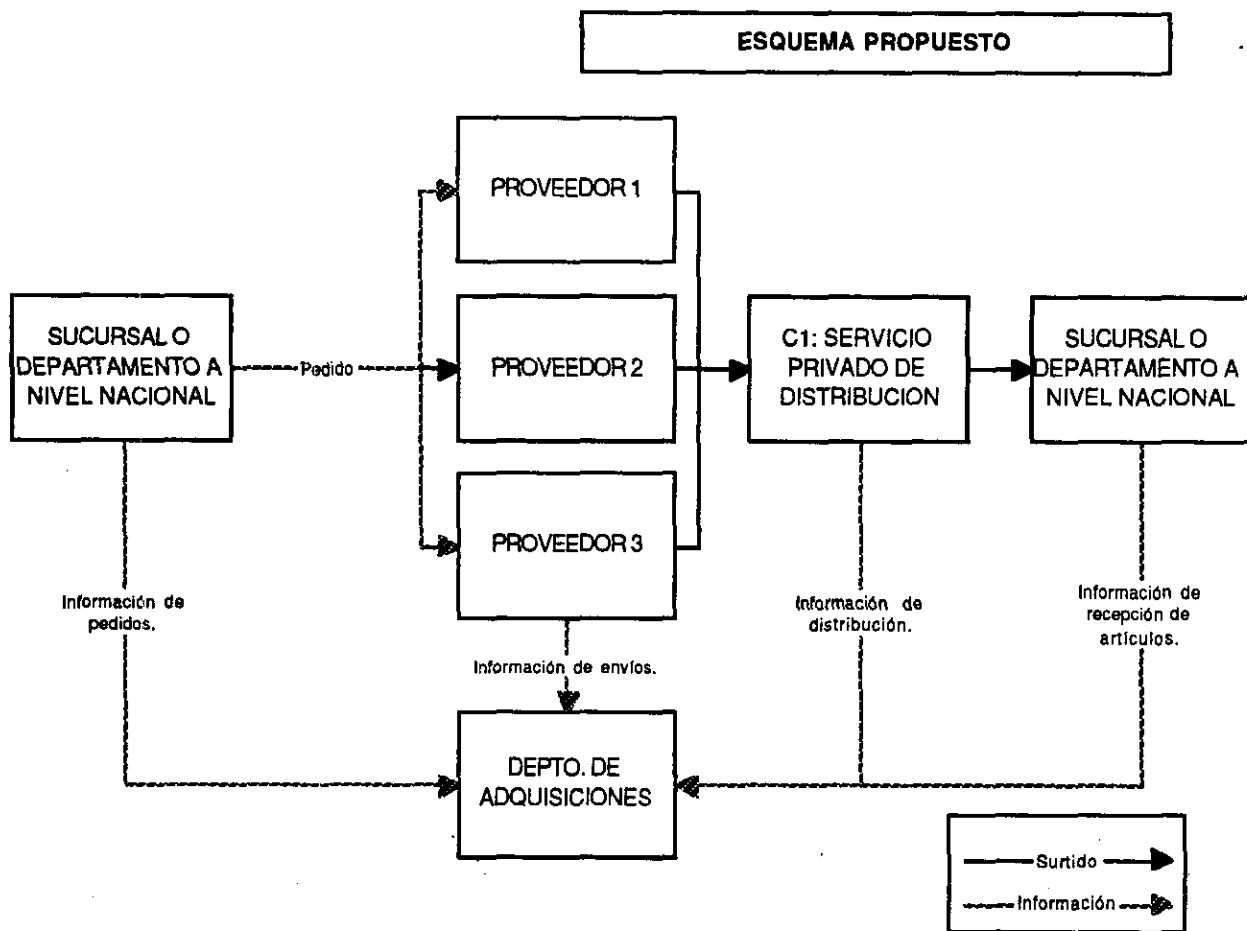 ESQUEMA PROPUESTO
PROVEEDOR 1
SUCURSAL O
DEPARTAMENTO A
NIVEL NACIONAL
Pedido
PROVEEDOR 2
C1: SERVICIO
PRIVADO DE
DISTRIBUCION
SUCURSAL O
DEPARTAMENTO A
NIVEL NACIONAL
PROVEEDOR 3
Información de
pedidos.
Información de envíos.
Información de
distribución.
Información de
recepción de
artículos.
DEPTO. DE
ADQUISICIONES
Surtido
Información